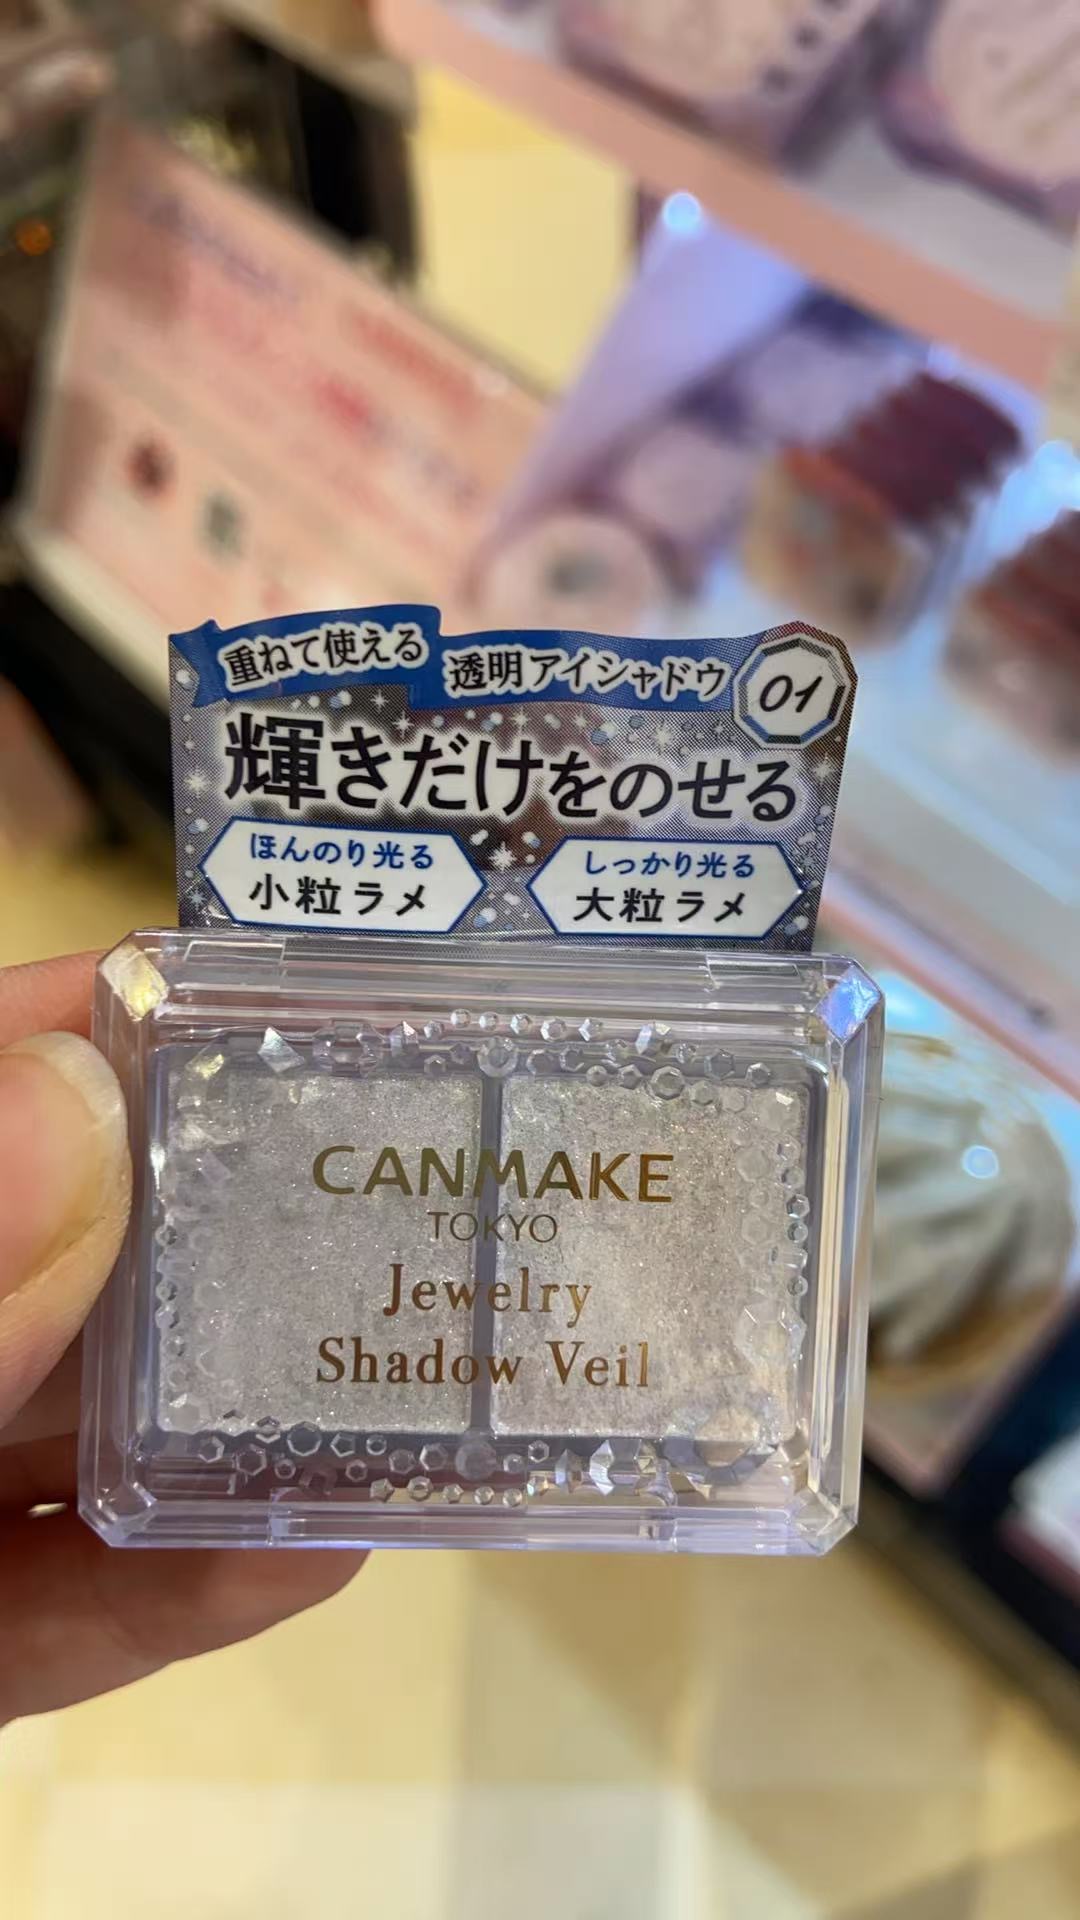 重ねて使える
透明アイシャドウ
01
輝きだけをのせる
ほんのり光る
小粒ラメ
しっかり光る
大粒ラメ
CANMAKE
TOKYO
Jewelry
Shadow Veil